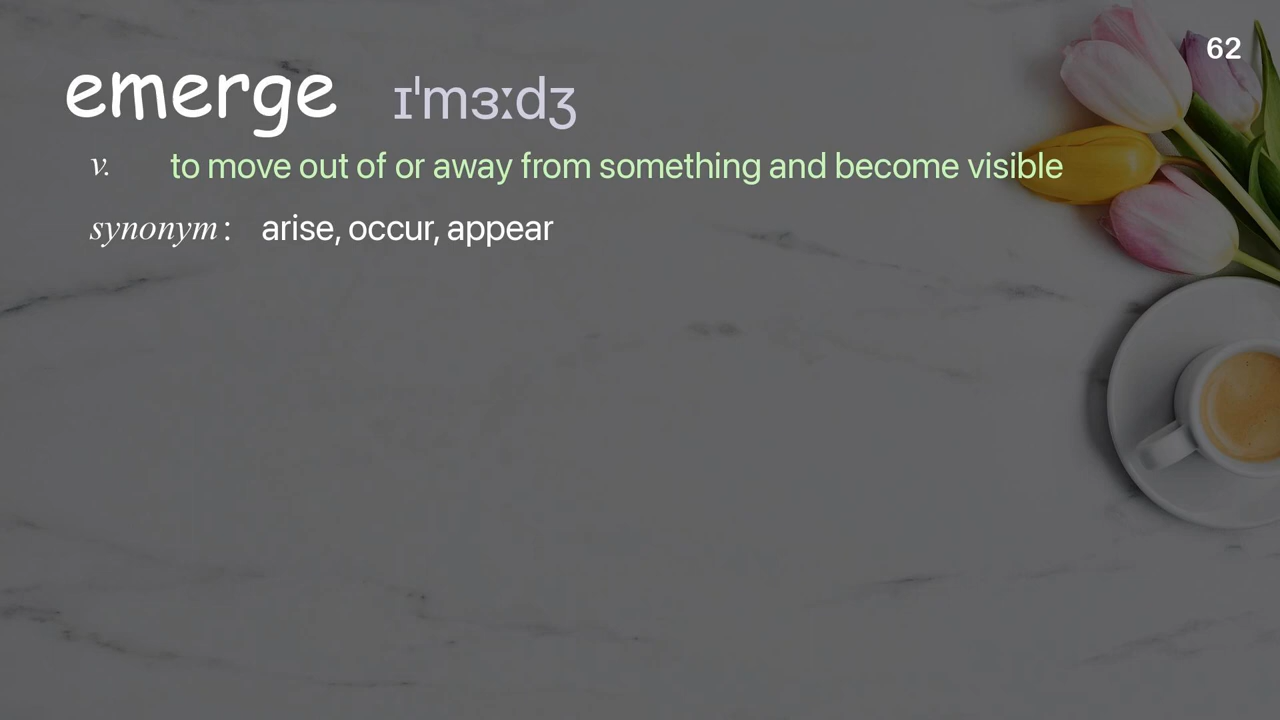 62
emerge ɪˈmɜːdʒ
v. to move out of or away from something and become visible
synonym: arise, occur, appear